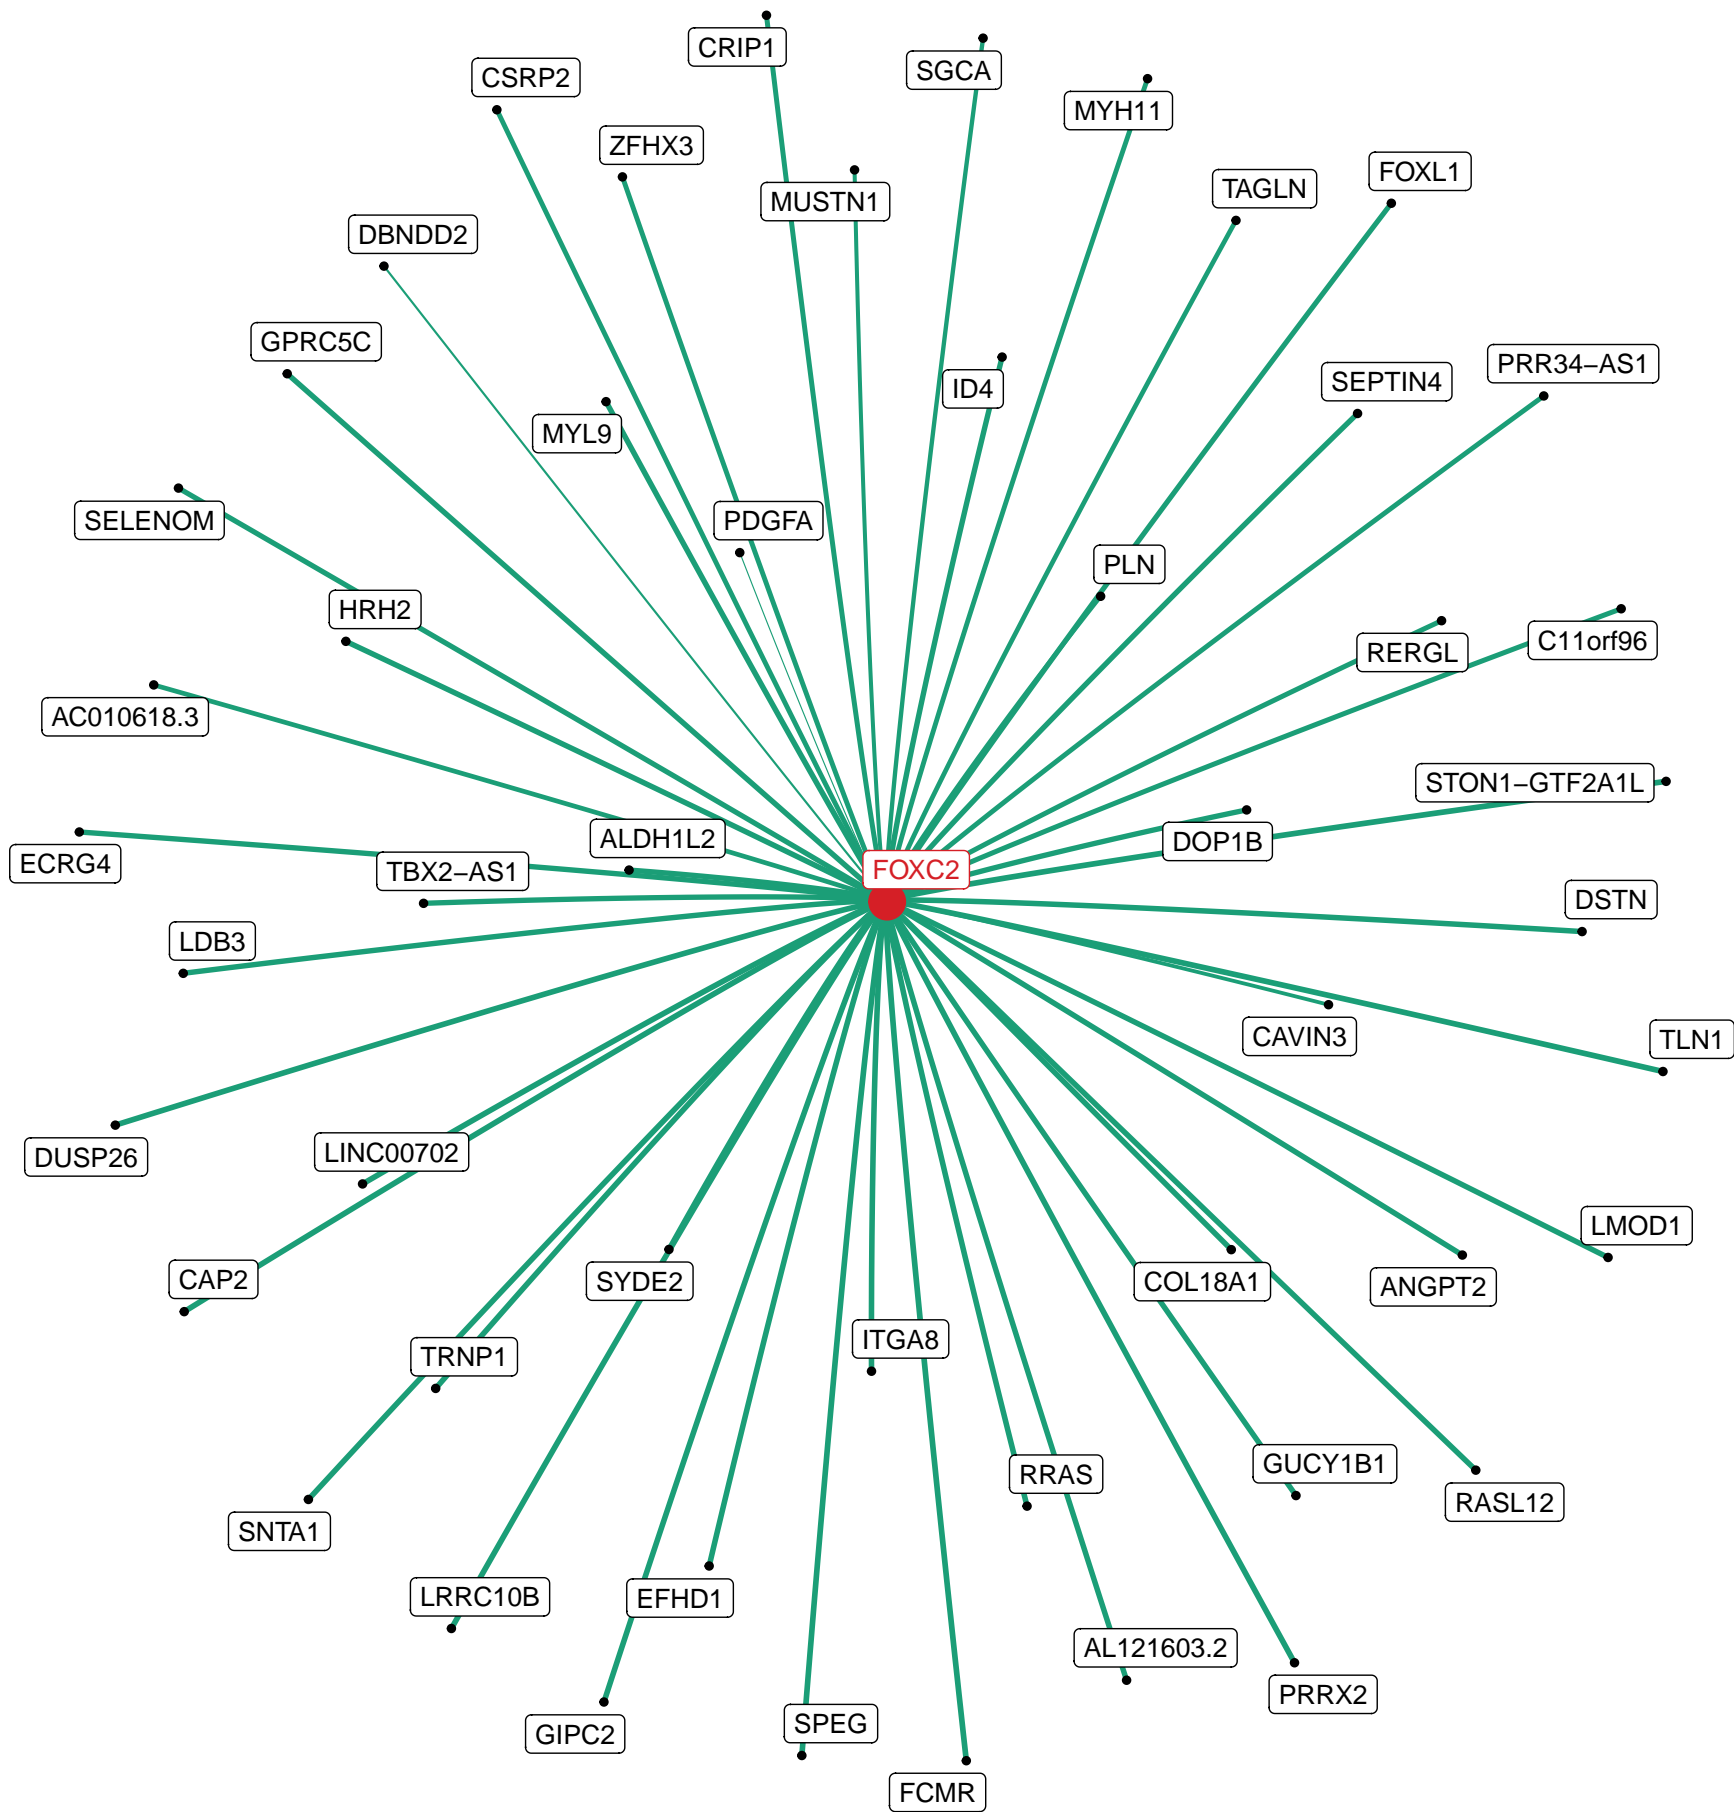 CRIP1
SGCA
CSRP2
MYH11
ZFHX3
FOXL1
TAGLN
MUSTN1
DBNDD2
GPRC5C
PRR34−AS1
SEPTIN4
ID4
MYL9
SELENOM
PDGFA
PLN
HRH2
C11orf96
RERGL
AC010618.3
STON1−GTF2A1L
ALDH1L2
DOP1B
ECRG4
TBX2−AS1
FOXC2
DSTN
LDB3
CAVIN3
TLN1
LINC00702
DUSP26
LMOD1
CAP2
SYDE2
COL18A1
ANGPT2
ITGA8
TRNP1
GUCY1B1
RRAS
RASL12
SNTA1
LRRC10B
EFHD1
AL121603.2
PRRX2
SPEG
GIPC2
FCMR